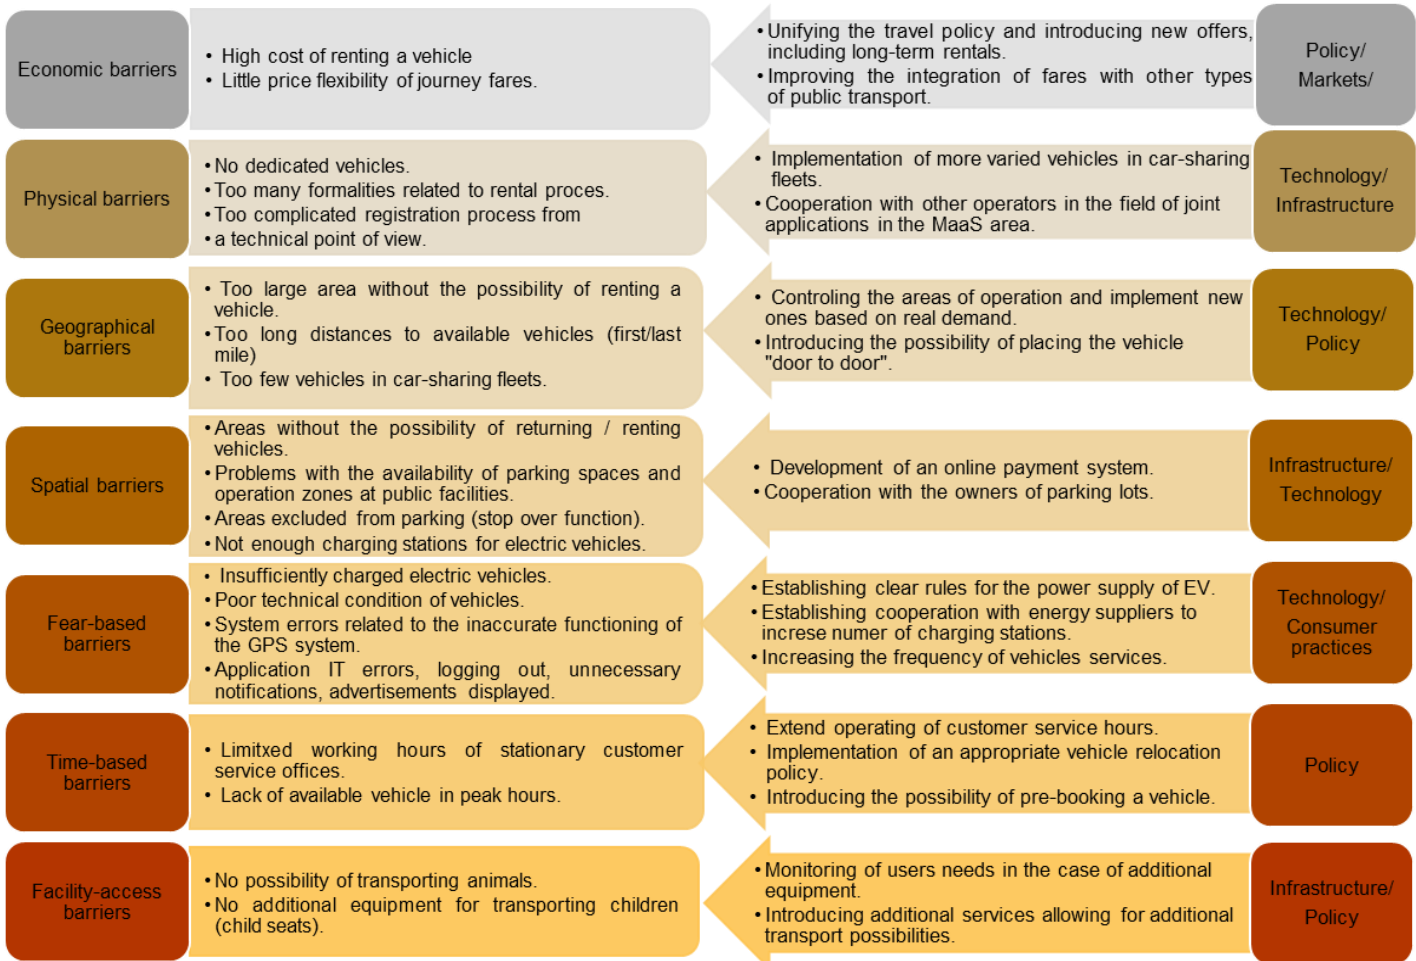 Economic barriers
• High cost of renting a vehicle
• Little price flexibility of journey fares.
• Unifying the travel policy and introducing new offers,
including long-term rentals.
• Improving the integration of fares with other types
of public transport.
Policy/
Markets/
Physical barriers
• No dedicated vehicles.
• Too many formalities related to rental proces.
• Too complicated registration process from
• a technical point of view.
• Implementation of more varied vehicles in car-sharing
fleets.
• Cooperation with other operators in the field of joint
applications in the MaaS area.
Technology/
Infrastructure
Geographical
barriers
• Too large area without the possibility of renting a
vehicle.
• Too long distances to available vehicles (first/last
mile)
• Too few vehicles in car-sharing fleets.
• Controling the areas of operation and implement new
ones based on real demand.
• Introducing the possibility of placing the vehicle
"door to door".
Technology/
Policy
Spatial barriers
• Areas without the possibility of returning / renting
vehicles.
• Problems with the availability of parking spaces and
operation zones at public facilities.
• Areas excluded from parking (stop over function).
• Not enough charging stations for electric vehicles.
• Development of an online payment system.
• Cooperation with the owners of parking lots.
Infrastructure/
Technology
Fear-based
barriers
• Insufficiently charged electric vehicles.
• Poor technical condition of vehicles.
• System errors related to the inaccurate functioning of
the GPS system.
• Application IT errors, logging out, unnecessary
notifications, advertisements displayed.
• Establishing clear rules for the power supply of EV.
• Establishing cooperation with energy suppliers to
increse numer of charging stations.
• Increasing the frequency of vehicles services.
Technology/
Consumer
practices
Time-based
barriers
• Limitxed working hours of stationary customer
service offices.
• Lack of available vehicle in peak hours.
• Extend operating of customer service hours.
• Implementation of an appropriate vehicle relocation
policy.
• Introducing the possibility of pre-booking a vehicle.
Policy
Facility-access
barriers
• No possibility of transporting animals.
• No additional equipment for transporting children
(child seats).
• Monitoring of users needs in the case of additional
equipment.
• Introducing additional services allowing for additional
transport possibilities.
Infrastructure/
Policy